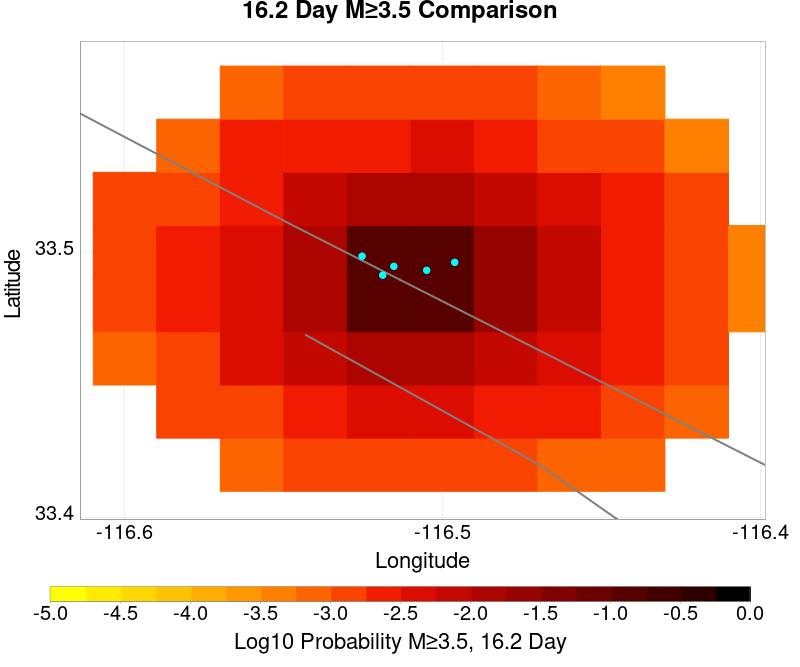 16.2 Day M≥3.5 Comparison
Latitude
33.5
33.4
-116.6 -116.5 -116.4
Longitude
-5.0 -4.5 -4.0 -3.5 -3.0 -2.5 -2.0 -1.5 -1.0 -0.5 0.0
Log10 Probability M≥3.5, 16.2 Day